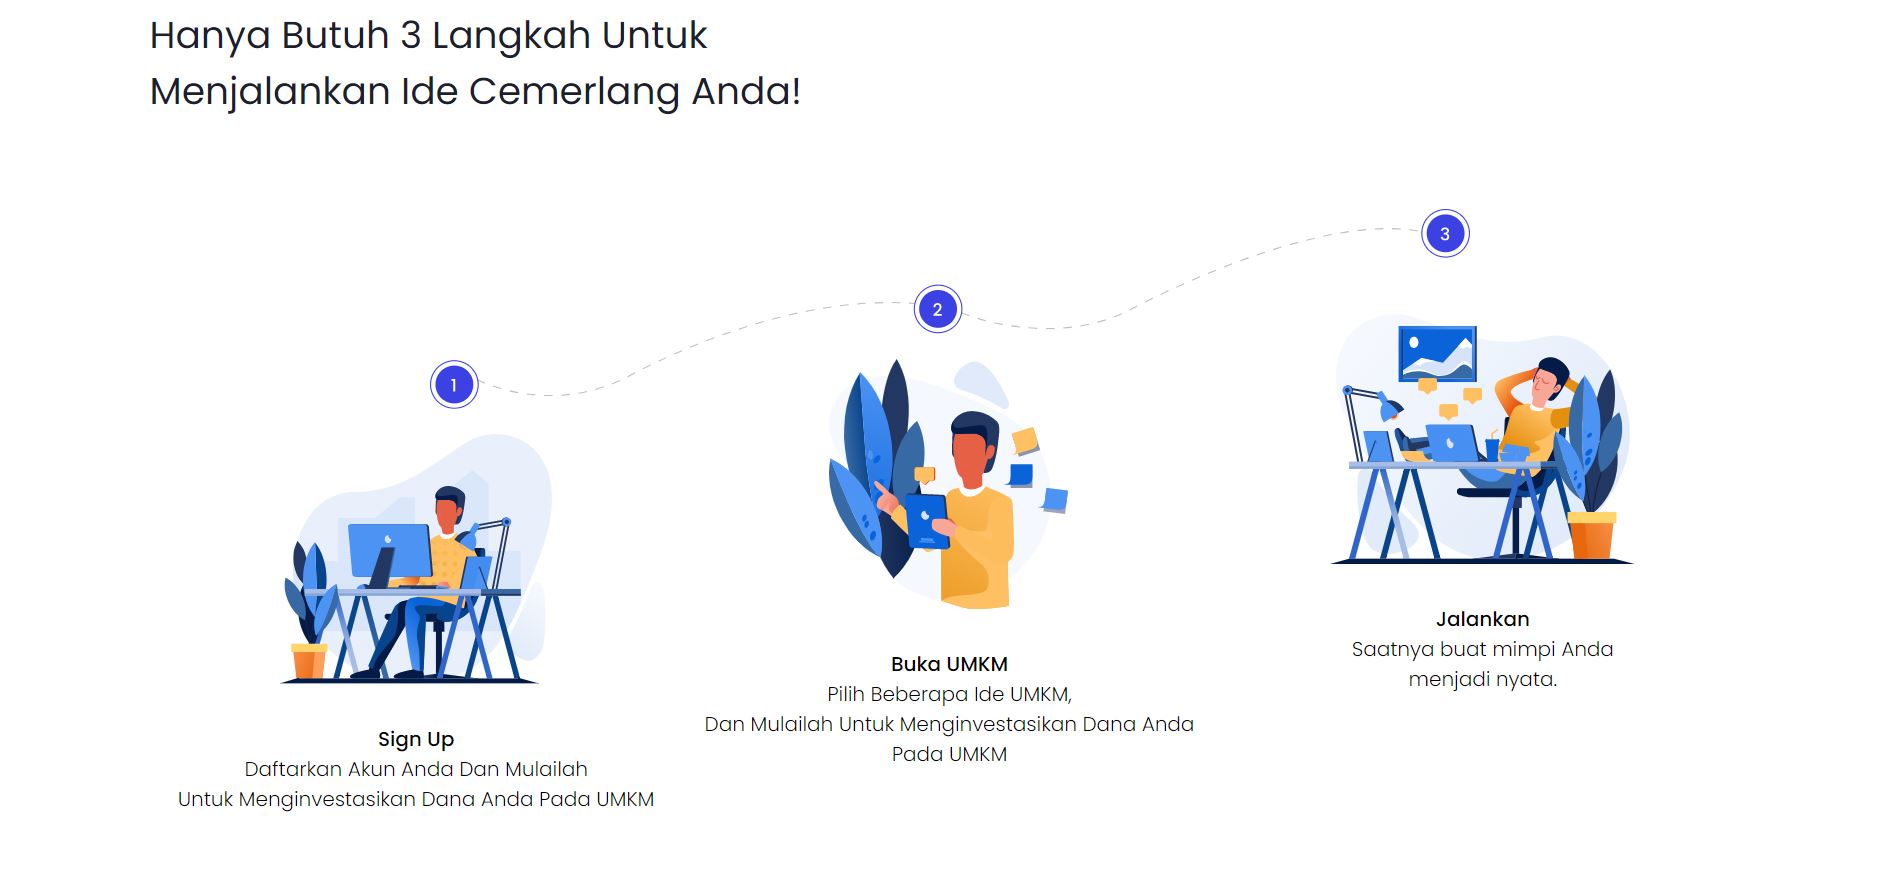 Hanya Butuh 3 Langkah Untuk
Menjalankan Ide Cemerlang Anda!
1
Sign Up
Daftarkan Akun Anda Dan Mulailah
Untuk Menginvestasikan Dana Anda Pada UMKM
2
Buka UMKM
Pilih Beberapa Ide UMKM,
Dan Mulailah Untuk Menginvestasikan Dana Anda
Pada UMKM
3
Jalankan
Saatnya buat mimpi Anda
menjadi nyata.